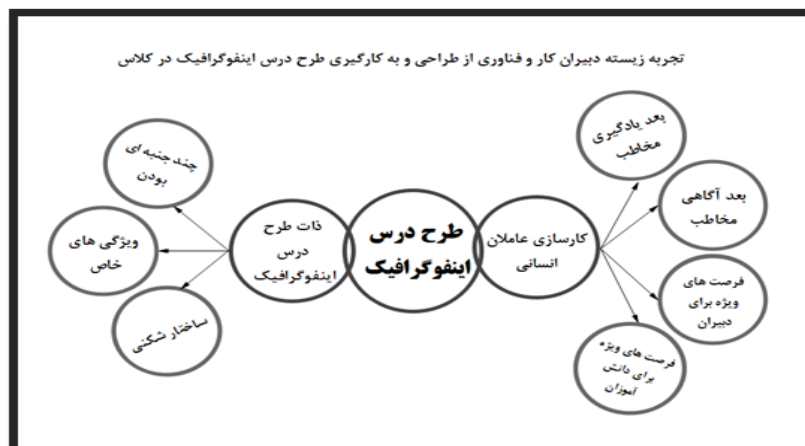 تجربه زیسته دبیران کار و فناوری از طراحی و به کارگیری طرح درس اینفوگرافیک در کلاس
بعد یادگیری
مخاطب
بعد آگاهی
مخاطب
فرصت های
ویژه برای
دبیران
فرصت های ویژه
برای دانش
آموزان
کارسازی عاملان
انسانی
طرح درس
اینفوگرافیک
ذات طرح
درس
اینفوگرافیک
چند جنبه ای
بودن
ویژگی های
خاص
ساختار شکنی